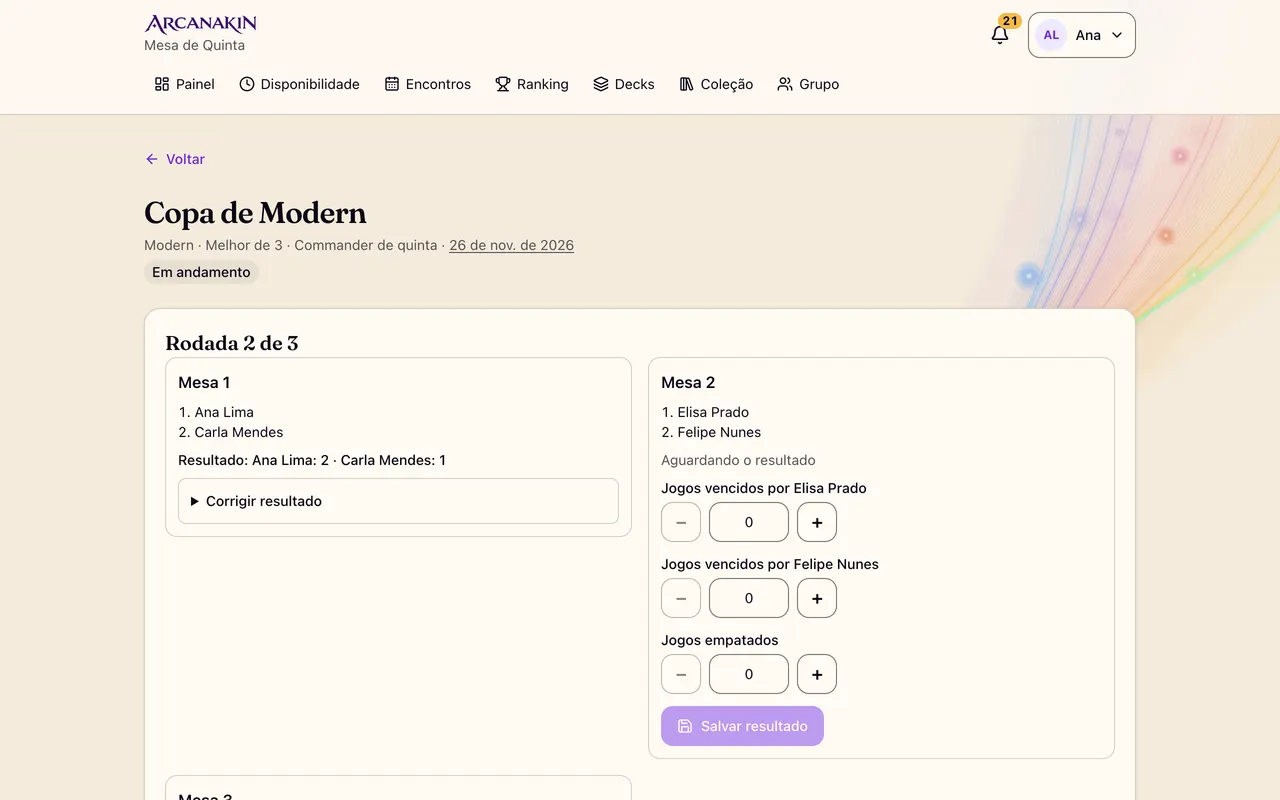 ARCANAKIN
Mesa de Quinta
21
AL Ana
Painel Disponibilidade Encontros Ranking Decks Coleção Grupo
Voltar
Copa de Modern
Modern · Melhor de 3 · Commander de quinta · 26 de nov. de 2026
Em andamento
Rodada 2 de 3
Mesa 1
1. Ana Lima
2. Carla Mendes
Resultado: Ana Lima: 2 · Carla Mendes: 1
Corrigir resultado
Mesa 2
1. Elisa Prado
2. Felipe Nunes
Aguardando o resultado
Jogos vencidos por Elisa Prado
− 0 +
Jogos vencidos por Felipe Nunes
− 0 +
Jogos empatados
− 0 +
Salvar resultado
Mesa 3